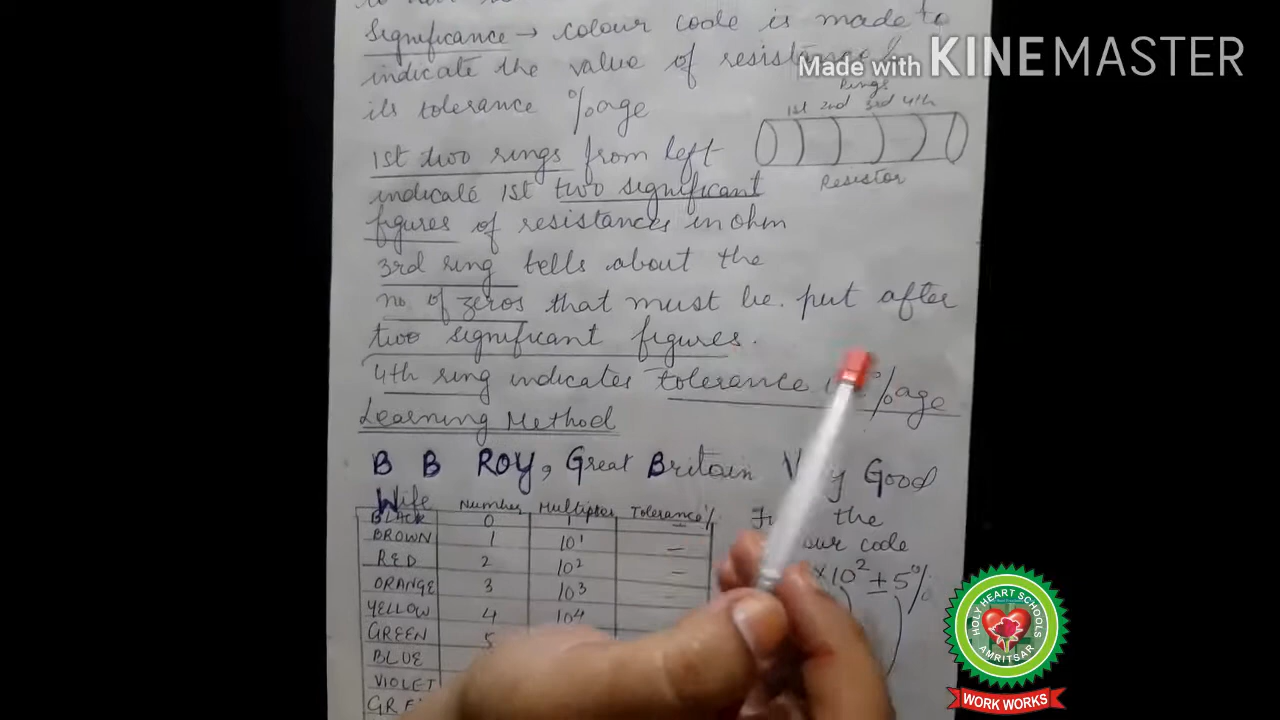 Significance → colour code is made to
indicate the value of resistance &
its tolerance %age
Made with KINEMASTER
Rings
1st 2nd 3rd 4th
Resistor
1st two rings from left
indicate 1st two significant
figures of resistances in ohm
3rd ring tells about the
no. of zeros that must be. put after
two significant figures.
4th ring indicates tolerance %age
Learning Method
B B ROY, Great Britain Very Good
Wife
Number Multiplier Tolerance %
BLACK 0 1 —
BROWN 1 10¹ —
RED 2 10² —
ORANGE 3 10³
YELLOW 4 10⁴
GREEN 5
BLUE
VIOLET
the
colour code
×10² ± 5%
HOLY HEART SCHOOLS
AMRITSAR
WORK WORKS